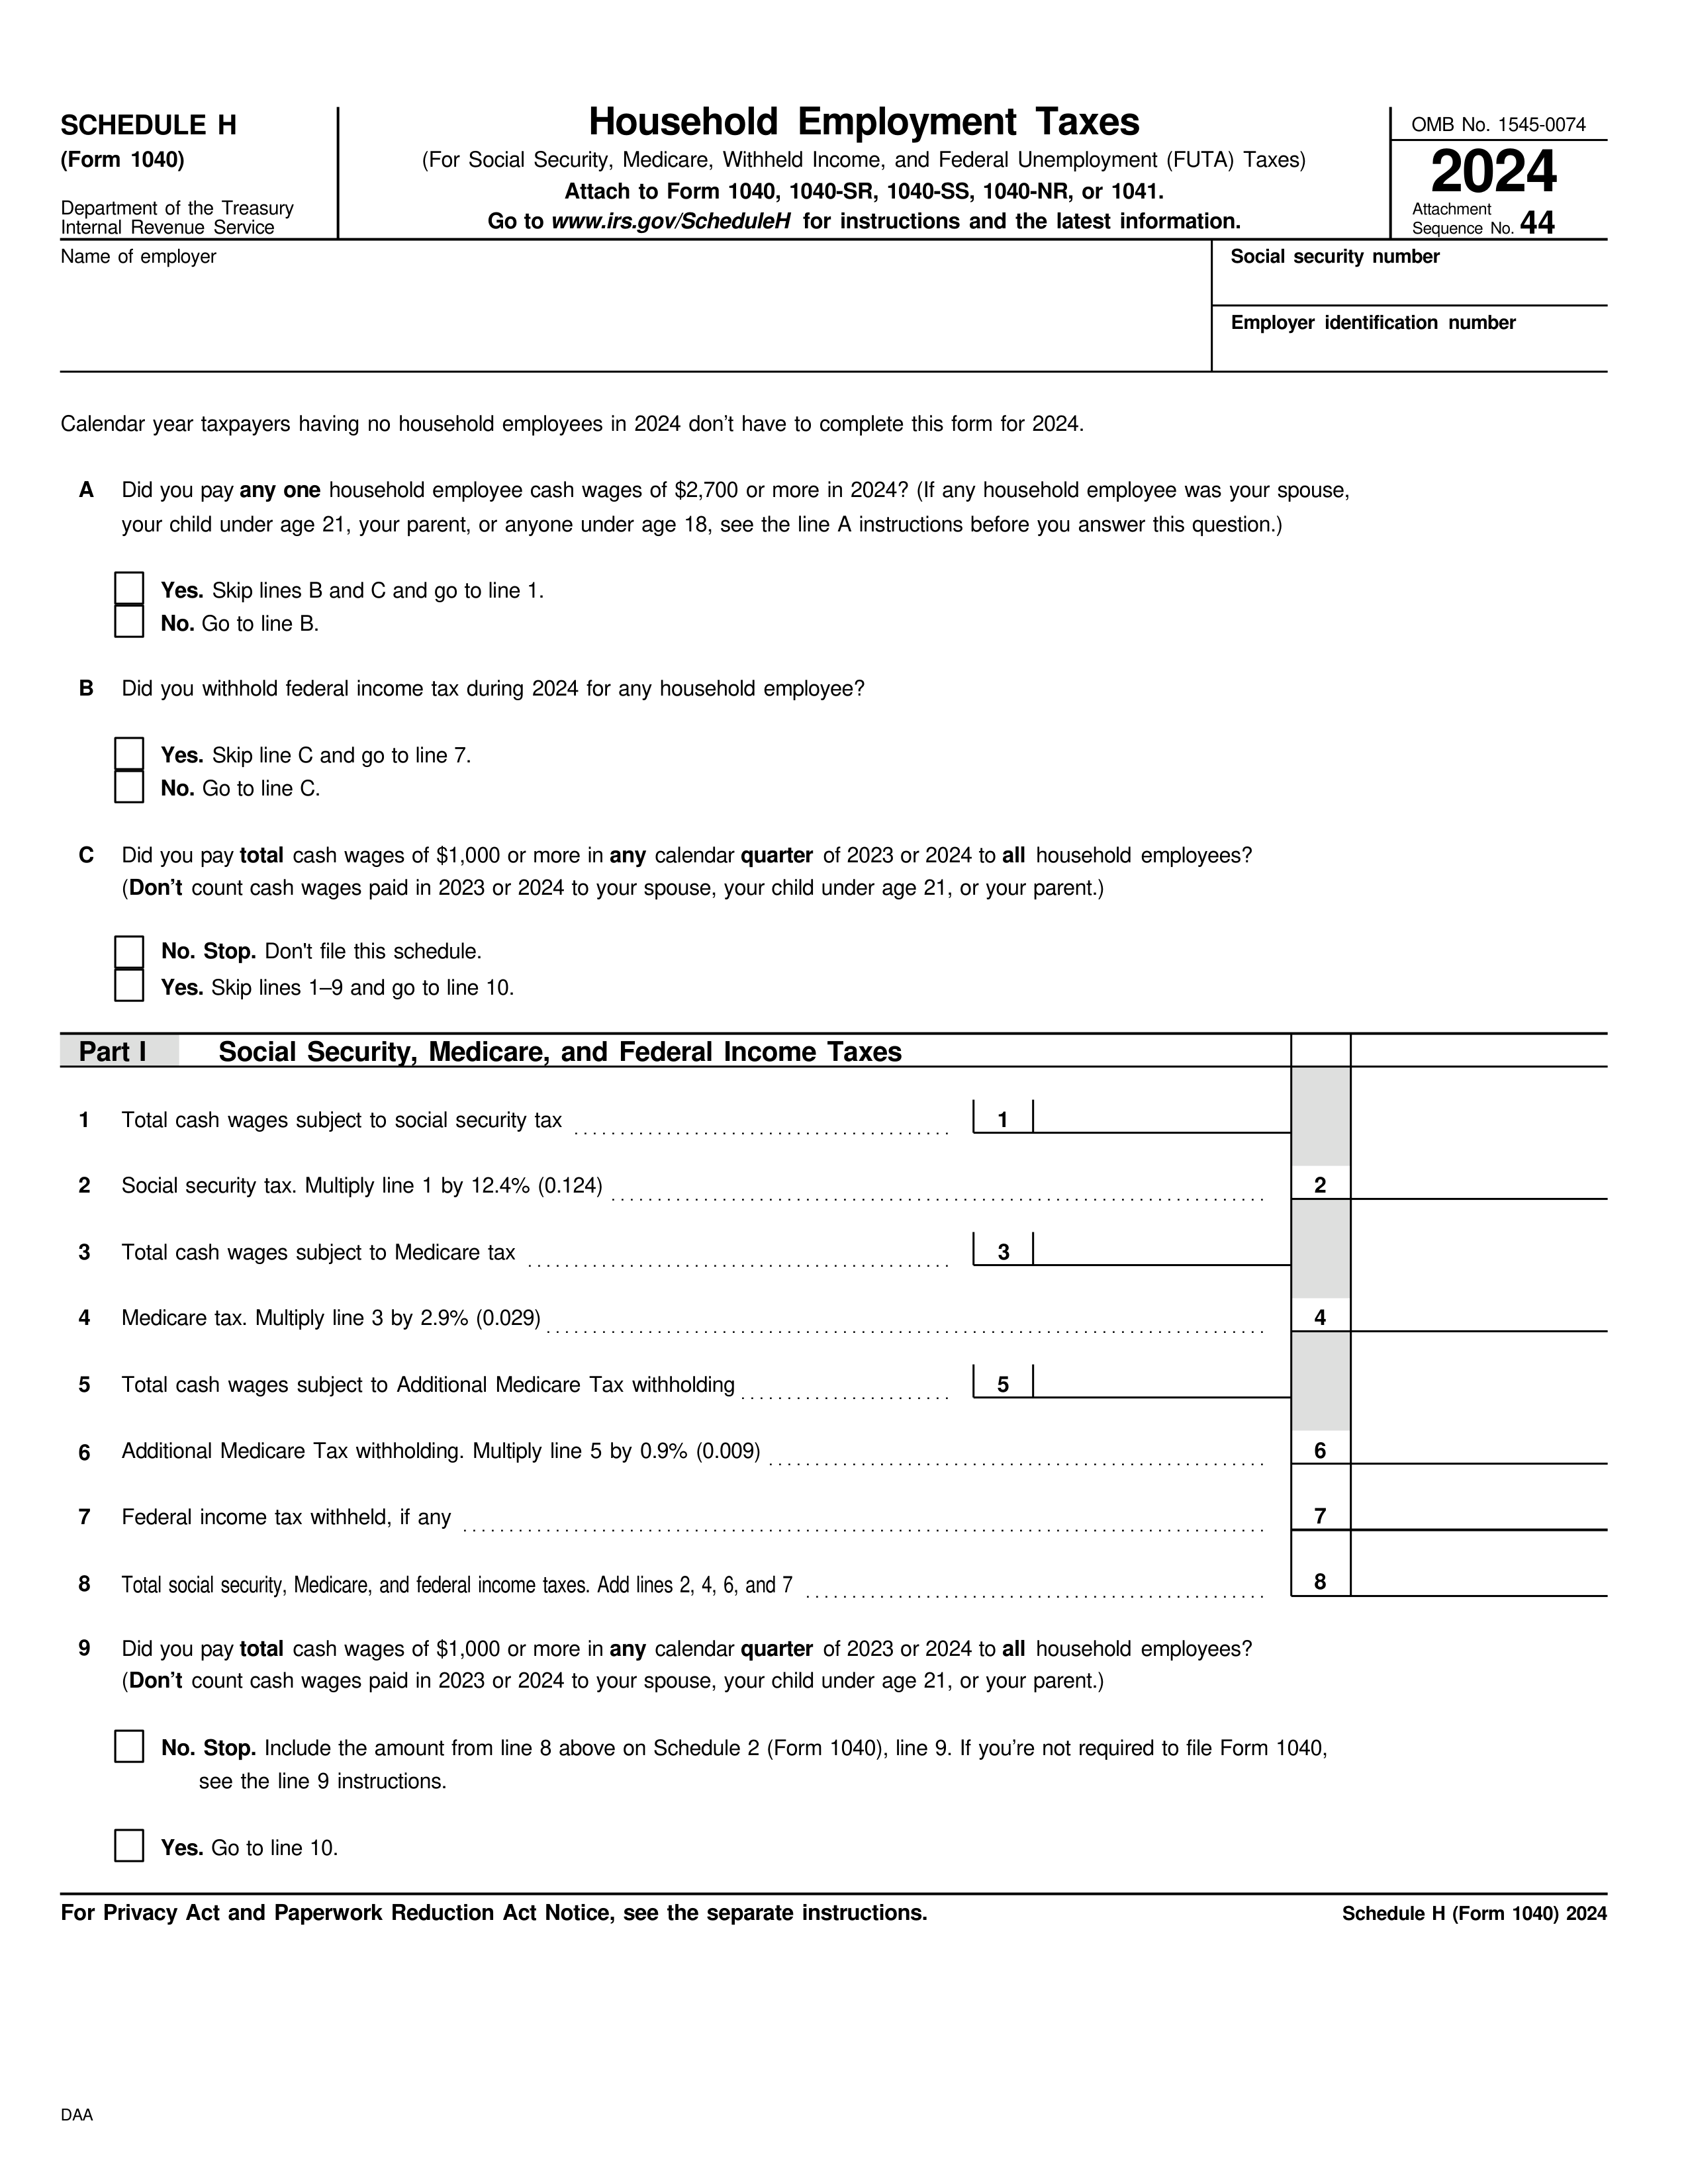 SCHEDULE H
(Form 1040)
Department of the Treasury
Internal Revenue Service
Household Employment Taxes
(For Social Security, Medicare, Withheld Income, and Federal Unemployment (FUTA) Taxes)
Attach to Form 1040, 1040-SR, 1040-SS, 1040-NR, or 1041.
Go to www.irs.gov/ScheduleH for instructions and the latest information.
OMB No. 1545-0074
2024
Attachment
Sequence No. 44
Name of employer
Social security number
Employer identification number
Calendar year taxpayers having no household employees in 2024 don’t have to complete this form for 2024.
A Did you pay any one household employee cash wages of $2,700 or more in 2024? (If any household employee was your spouse,
your child under age 21, your parent, or anyone under age 18, see the line A instructions before you answer this question.)
Yes. Skip lines B and C and go to line 1.
No. Go to line B.
B Did you withhold federal income tax during 2024 for any household employee?
Yes. Skip line C and go to line 7.
No. Go to line C.
C Did you pay total cash wages of $1,000 or more in any calendar quarter of 2023 or 2024 to all household employees?
(Don’t count cash wages paid in 2023 or 2024 to your spouse, your child under age 21, or your parent.)
No. Stop. Don't file this schedule.
Yes. Skip lines 1–9 and go to line 10.
Part I Social Security, Medicare, and Federal Income Taxes
1 Total cash wages subject to social security tax 1
2 Social security tax. Multiply line 1 by 12.4% (0.124) 2
3 Total cash wages subject to Medicare tax 3
4 Medicare tax. Multiply line 3 by 2.9% (0.029) 4
5 Total cash wages subject to Additional Medicare Tax withholding 5
6 Additional Medicare Tax withholding. Multiply line 5 by 0.9% (0.009) 6
7 Federal income tax withheld, if any 7
8 Total social security, Medicare, and federal income taxes. Add lines 2, 4, 6, and 7 8
9 Did you pay total cash wages of $1,000 or more in any calendar quarter of 2023 or 2024 to all household employees?
(Don’t count cash wages paid in 2023 or 2024 to your spouse, your child under age 21, or your parent.)
No. Stop. Include the amount from line 8 above on Schedule 2 (Form 1040), line 9. If you’re not required to file Form 1040,
see the line 9 instructions.
Yes. Go to line 10.
For Privacy Act and Paperwork Reduction Act Notice, see the separate instructions.
Schedule H (Form 1040) 2024
DAA